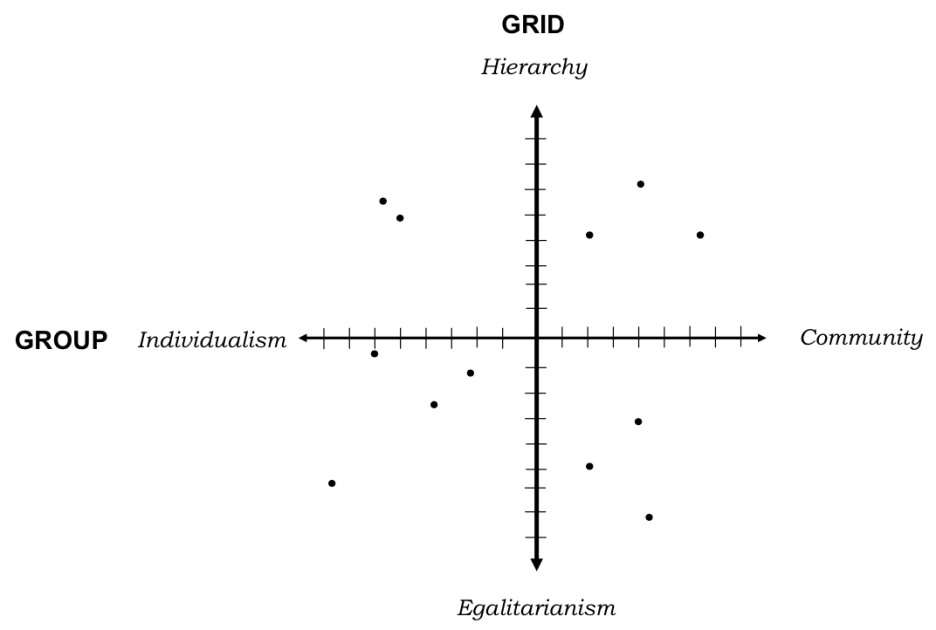 GRID
Hierarchy
GROUP Individualism Community
Egalitarianism